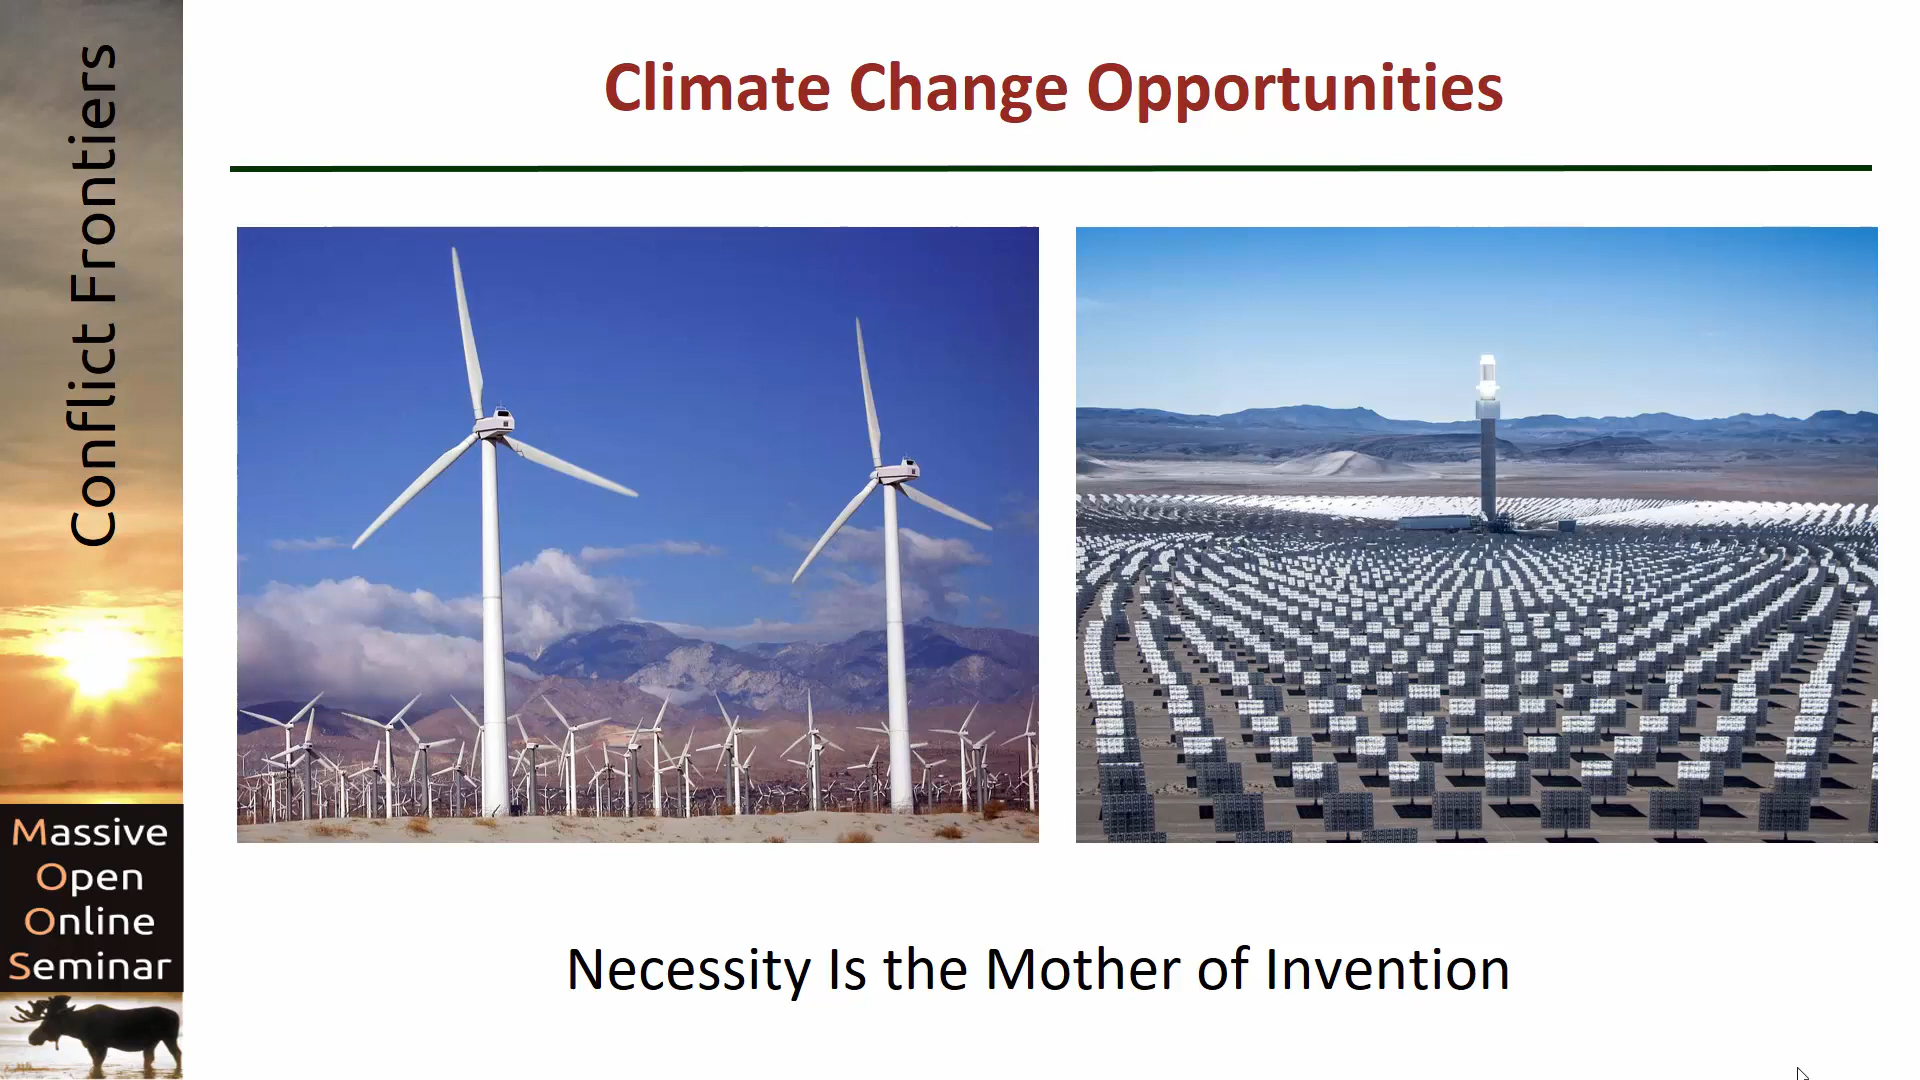 Conflict Frontiers
Massive
Open
Online
Seminar
Climate Change Opportunities
Necessity Is the Mother of Invention